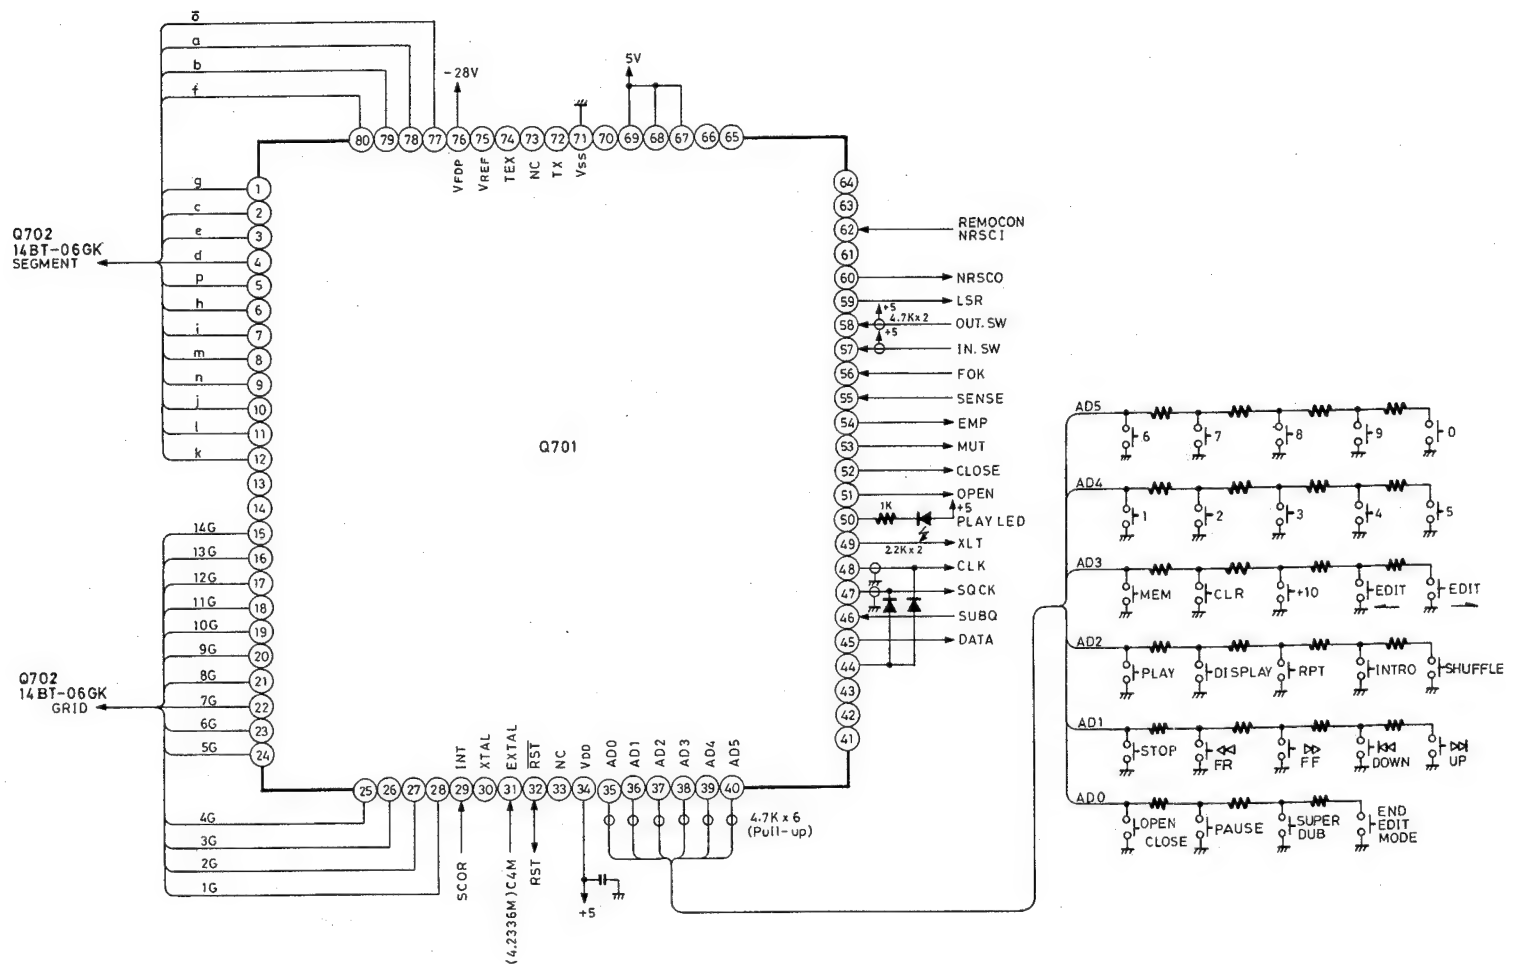 o̅
a
b
f
-28V
5V
80 79 78 77 76 75 74 73 72 71 70 69 68 67 66 65
VFDP VREF TEX NC TX Vss
g 1
c 2
e 3
d 4
p 5
h 6
i 7
m 8
n 9
j 10
l 11
k 12
13
14
14G 15
13G 16
12G 17
11G 18
10G 19
9G 20
8G 21
7G 22
6G 23
5G 24
Q702
14BT-06GK
SEGMENT
Q702
14BT-06GK
GRID
Q701
64
63
62 REMOCON
NRSCI
61
60 NRSCO
59 LSR
+5
58 4.7K×2 OUT.SW
+5
57 IN.SW
56 FOK
55 SENSE
54 EMP
53 MUT
52 CLOSE
51 OPEN
50 1K +5
PLAY LED
49 XLT
2.2K×2
48 CLK
47 SQCK
46 SUBQ
45 DATA
44
43
42
41
INT XTAL EXTAL R̅S̅T̅ NC VDD AD0 AD1 AD2 AD3 AD4 AD5
25 26 27 28 29 30 31 32 33 34 35 36 37 38 39 40
4G
3G
2G
1G
SCOR
(4.2336M)C4M
RST
+5
4.7K×6
(Pull-up)
AD5
6 7 8 9 0
AD4
1 2 3 4 5
AD3
MEM CLR +10 EDIT EDIT
AD2
PLAY DISPLAY RPT INTRO SHUFFLE
AD1
STOP FR FF DOWN UP
AD0
OPEN
CLOSE
PAUSE
SUPER
DUB
END
EDIT
MODE